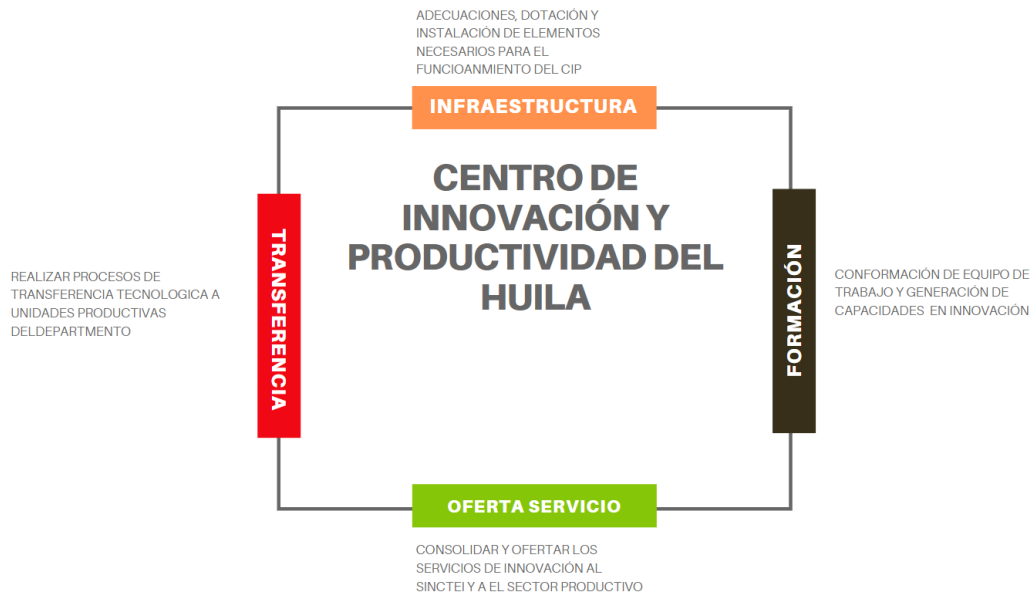 ADECUACIONES, DOTACIÓN Y
INSTALACIÓN DE ELEMENTOS
NECESARIOS PARA EL
FUNCIOANMIENTO DEL CIP
INFRAESTRUCTURA
CENTRO DE
INNOVACIÓN Y
PRODUCTIVIDAD DEL
HUILA
TRANSFERENCIA
REALIZAR PROCESOS DE
TRANSFERENCIA TECNOLOGICA A
UNIDADES PRODUCTIVAS
DELDEPARTMENTO
FORMACIÓN
CONFORMACIÓN DE EQUIPO DE
TRABAJO Y GENERACIÓN DE
CAPACIDADES EN INNOVACIÓN
OFERTA SERVICIO
CONSOLIDAR Y OFERTAR LOS
SERVICIOS DE INNOVACIÓN AL
SINCTEI Y A EL SECTOR PRODUCTIVO